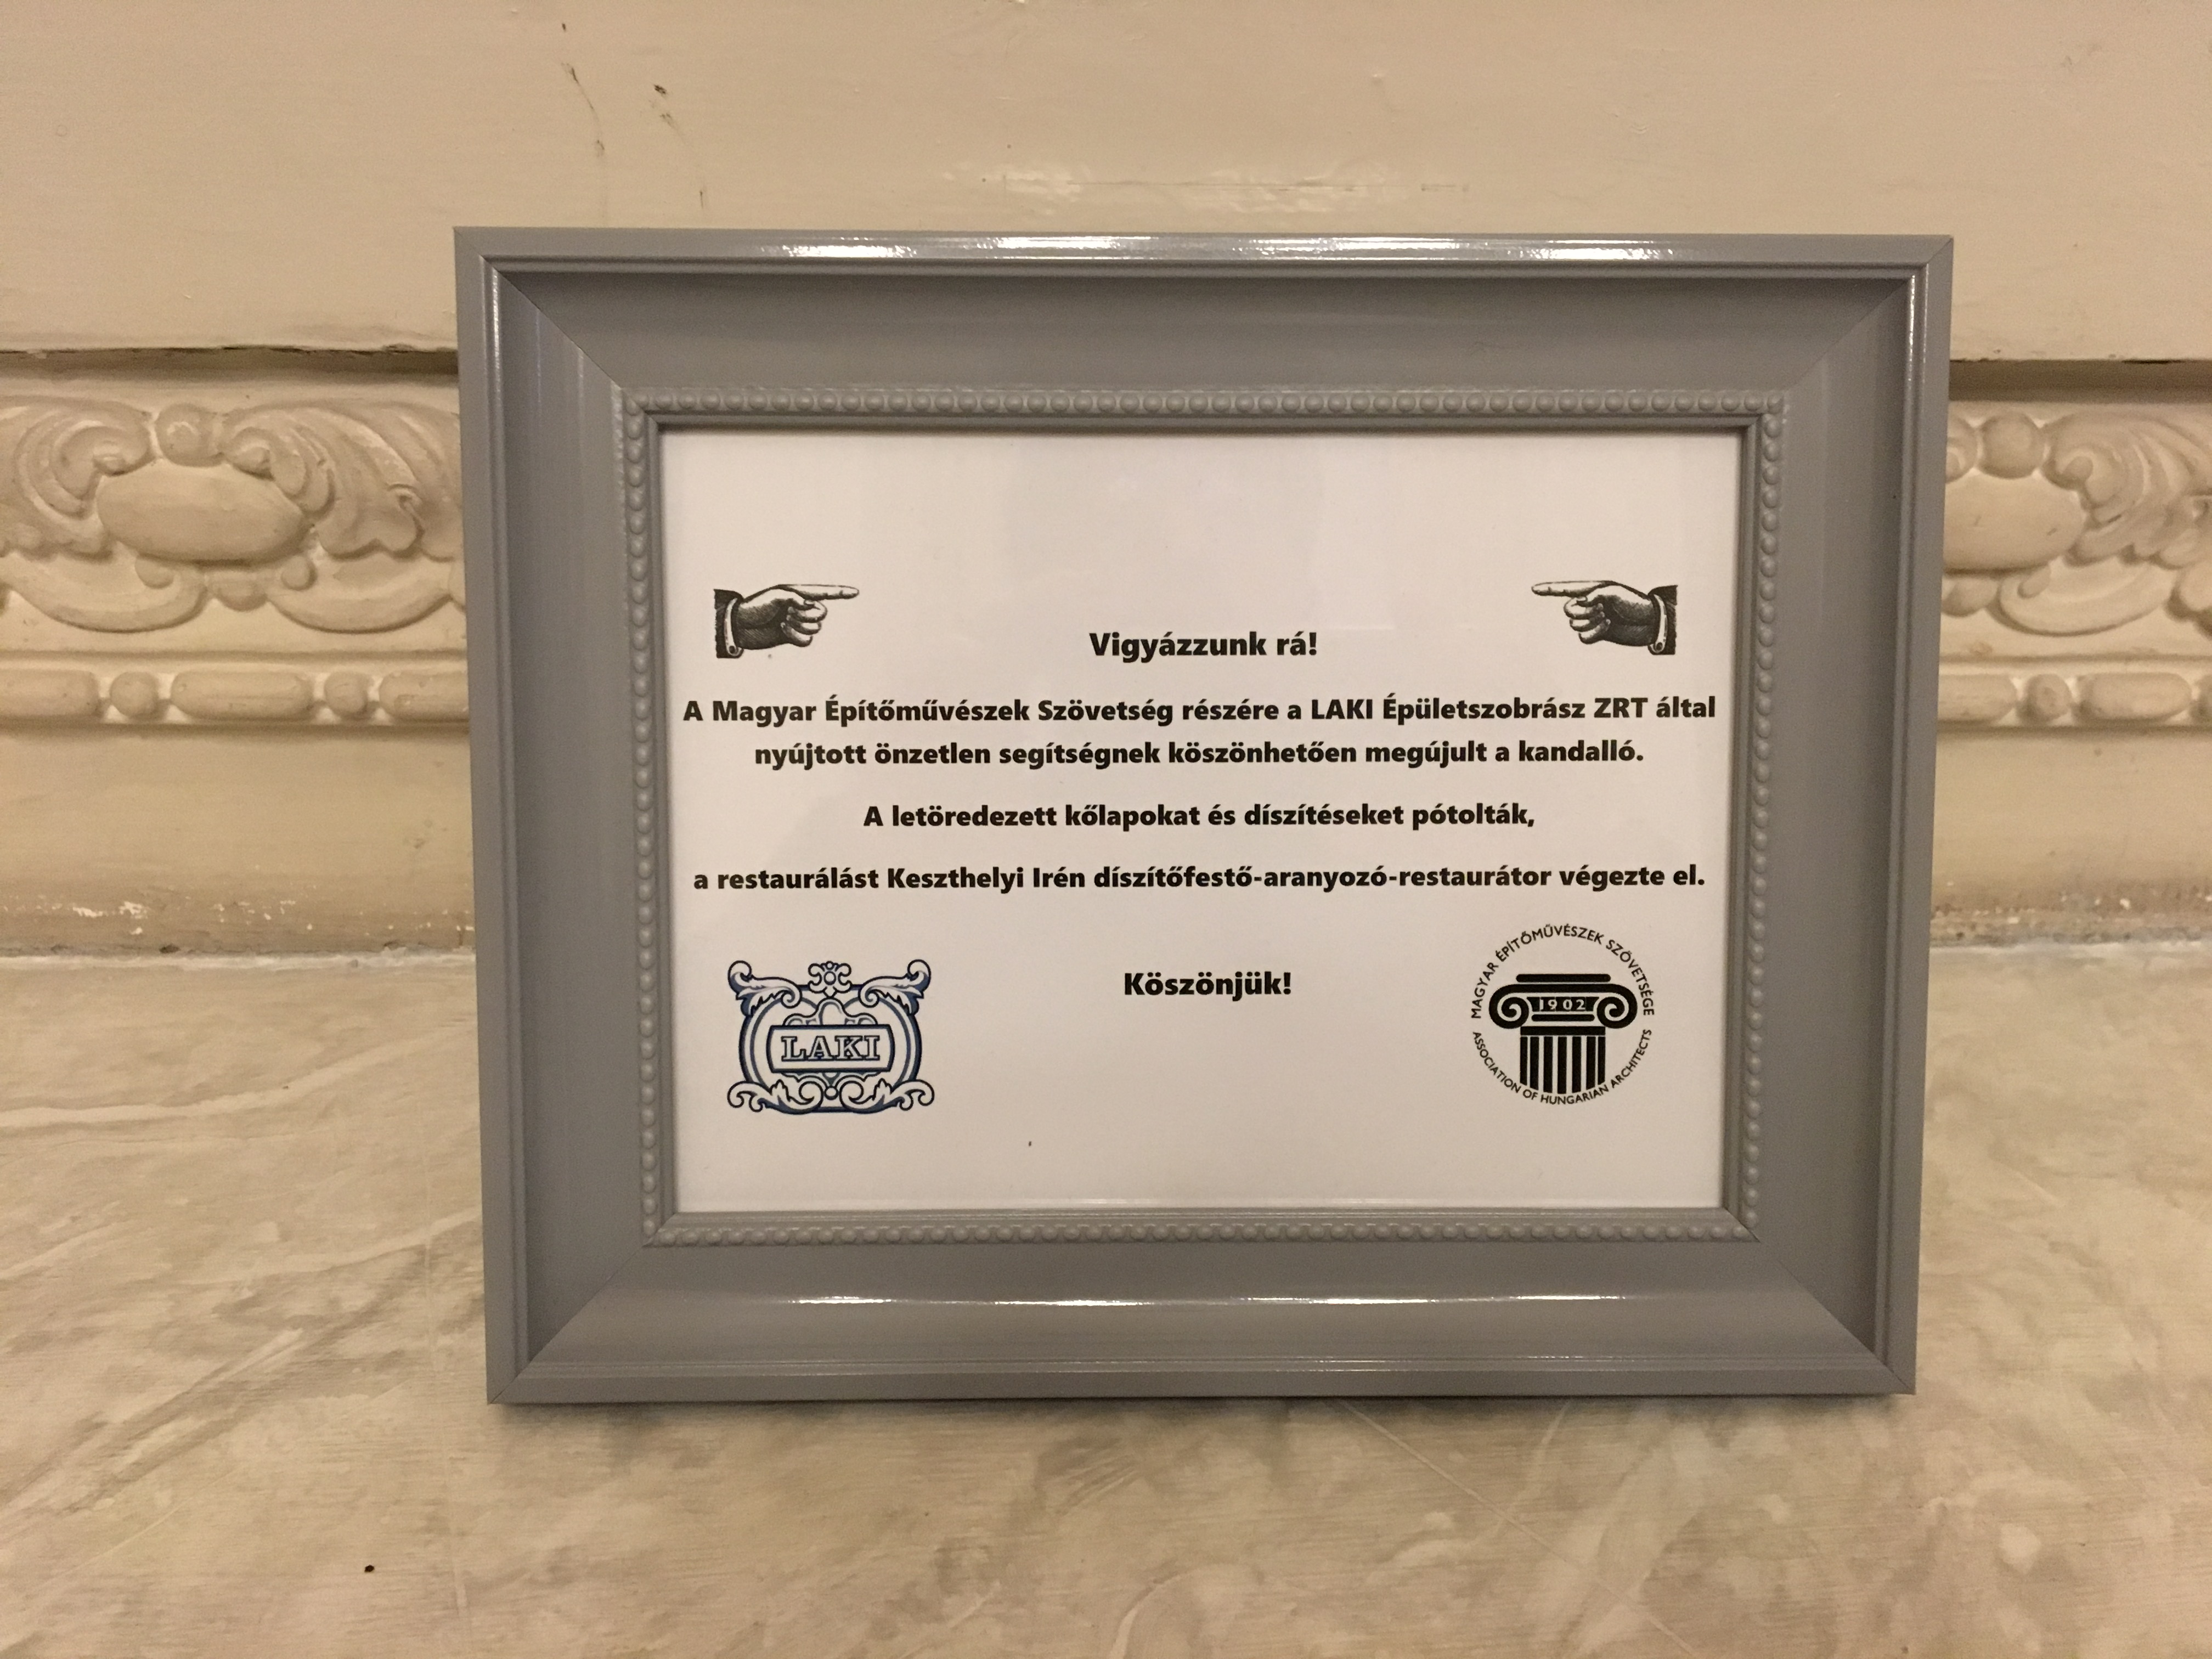 Vigyázzunk rá!
A Magyar Építőművészek Szövetség részére a LAKI Épületszobrász ZRT által
nyújtott önzetlen segítségnek köszönhetően megújult a kandalló.
A letöredezett kőlapokat és díszítéseket pótolták,
a restaurálást Keszthelyi Irén díszítőfestő-aranyozó-restaurátor végezte el.
Köszönjük!
LAKI
MAGYAR ÉPÍTŐMŰVÉSZEK SZÖVETSÉGE
1902
ASSOCIATION OF HUNGARIAN ARCHITECTS